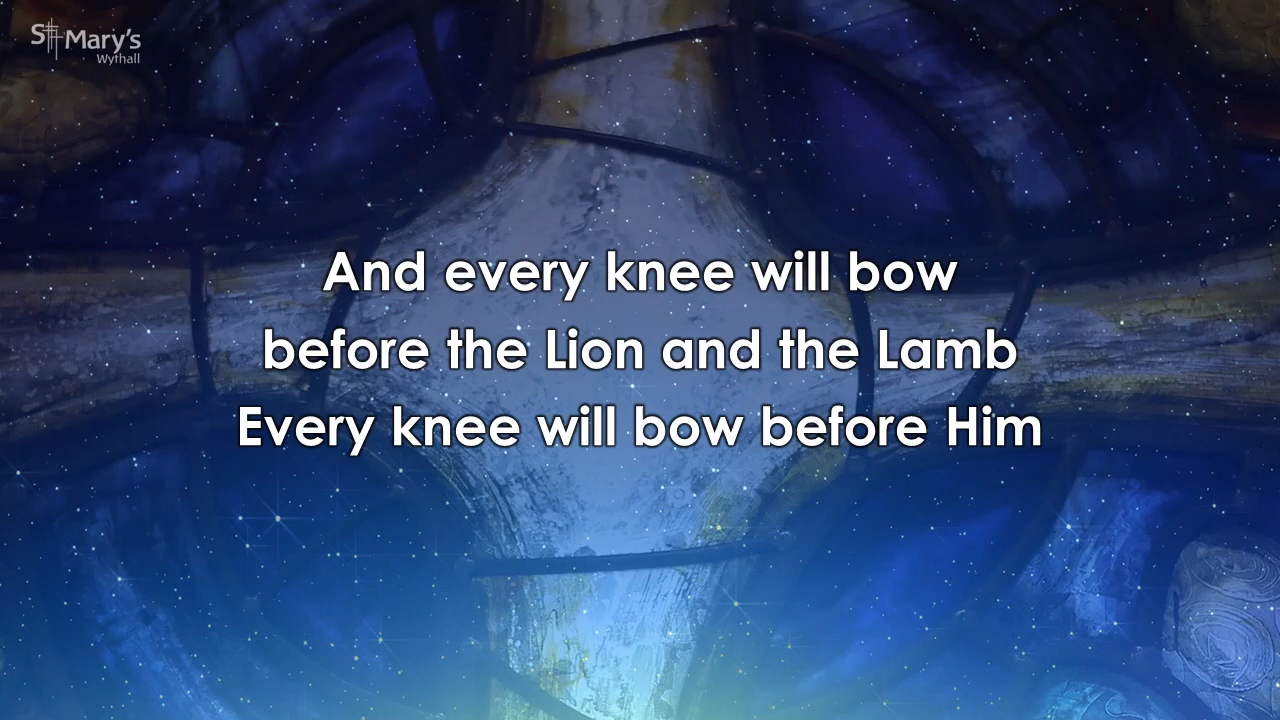 St Mary's
Wythall
And every knee will bow
before the Lion and the Lamb
Every knee will bow before Him